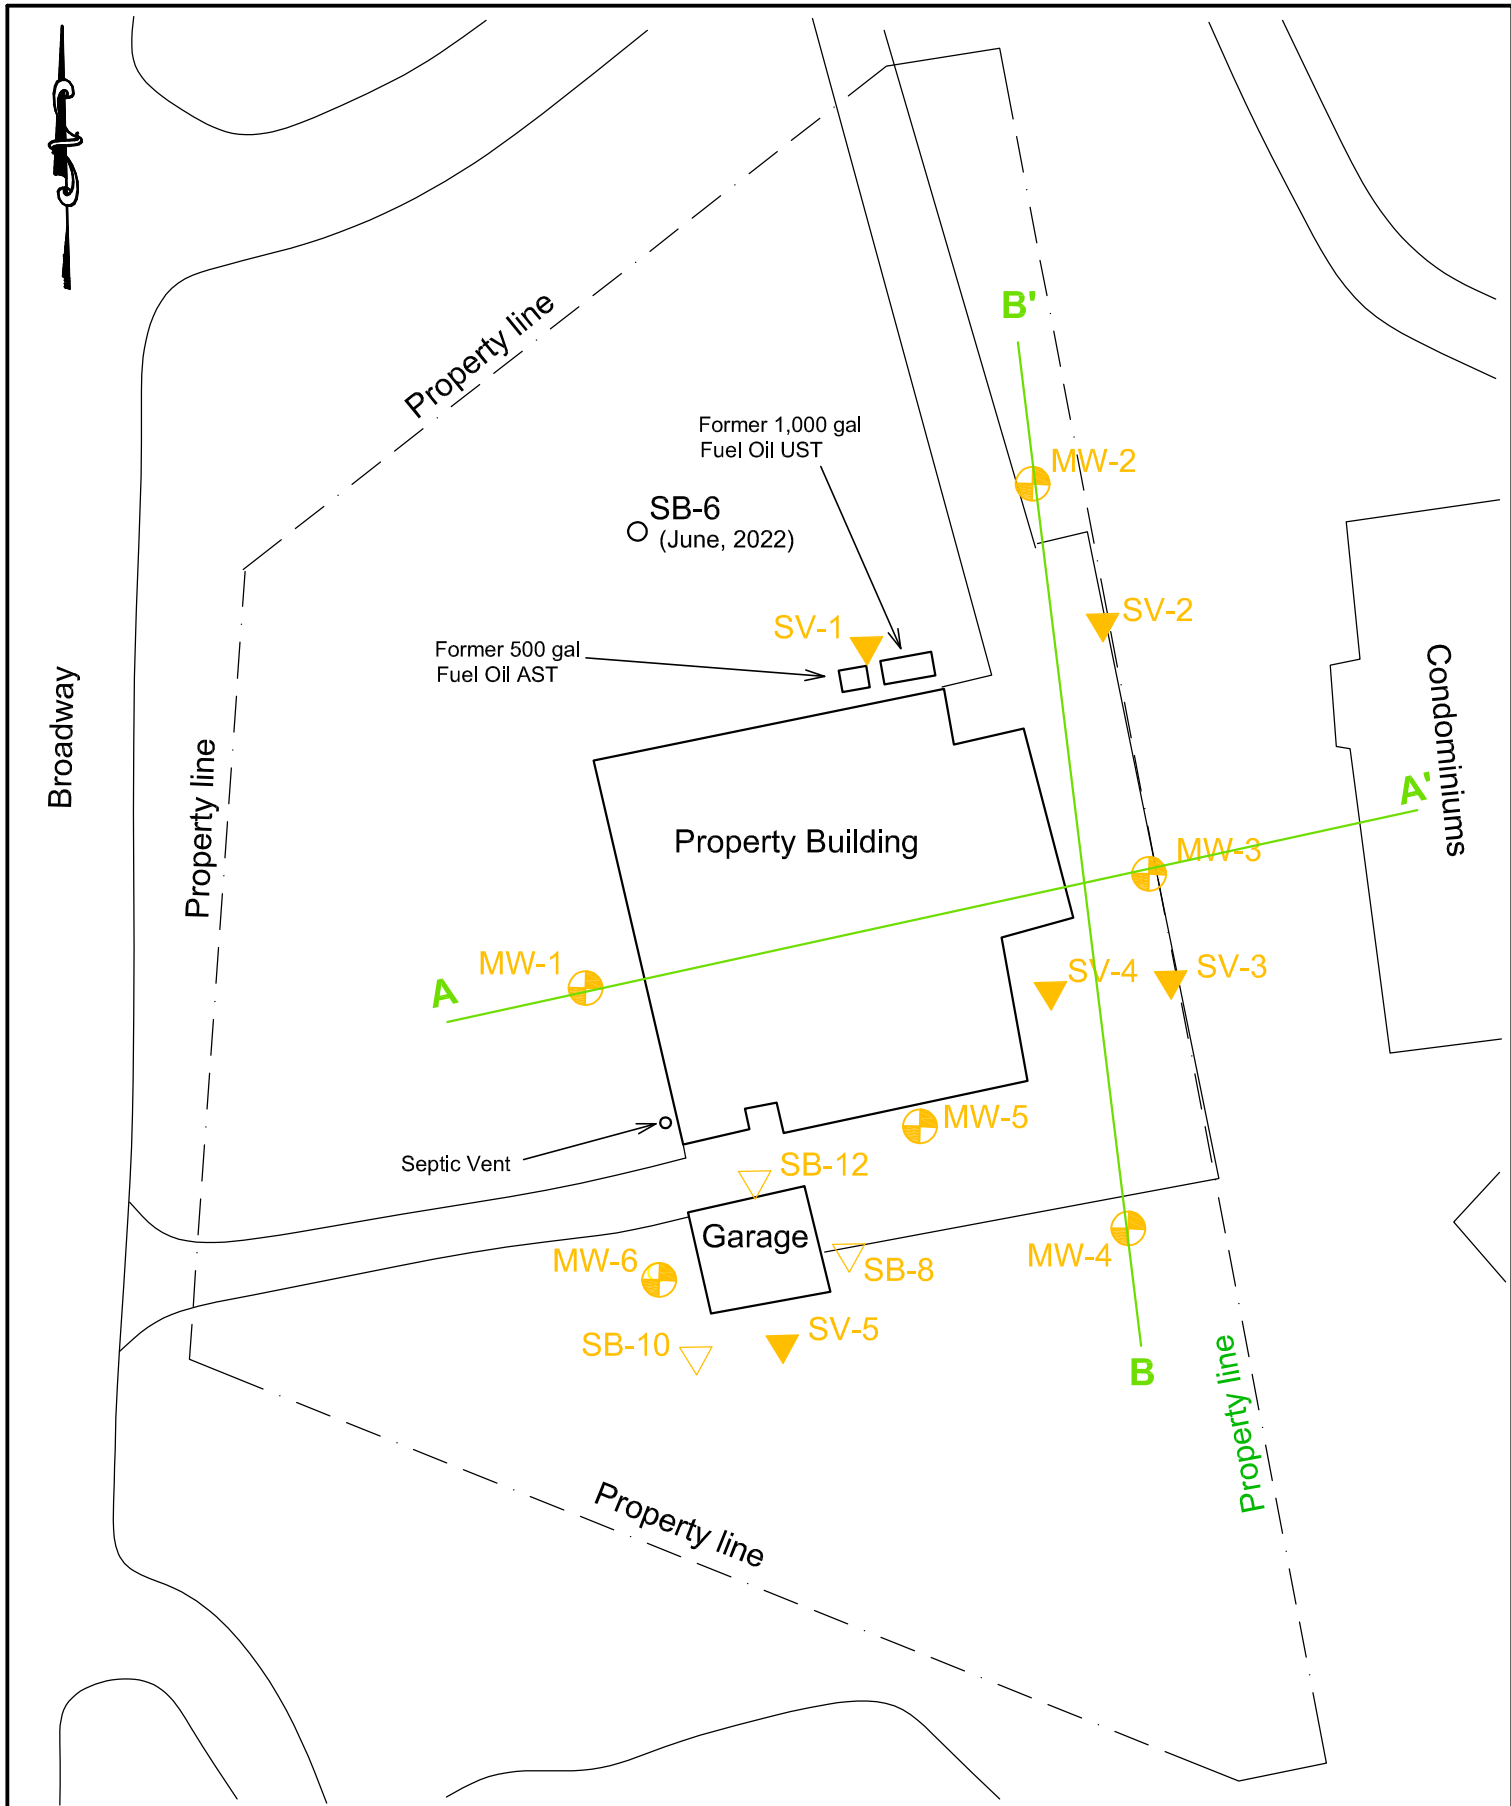 B'
Property line
Former 1,000 gal
Fuel Oil UST
MW-2
SB-6
(June, 2022)
SV-1
SV-2
Former 500 gal
Fuel Oil AST
Broadway
Property line
Condominiums
A'
Property Building
MW-3
MW-1
A
SV-4
SV-3
MW-5
Septic Vent
SB-12
Garage
MW-6
SB-8
MW-4
SB-10
SV-5
B
Property line
Property line